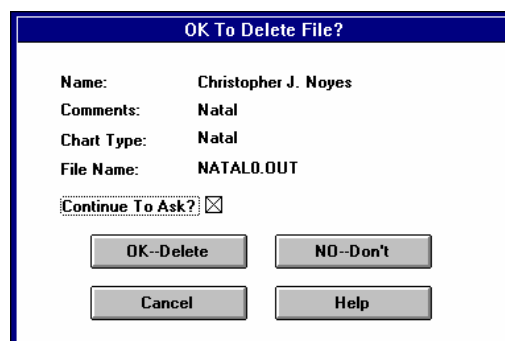 OK To Delete File?
Name: Christopher J. Noyes
Comments: Natal
Chart Type: Natal
File Name: NATAL0.OUT
Continue To Ask?
OK--Delete NO--Don't
Cancel Help